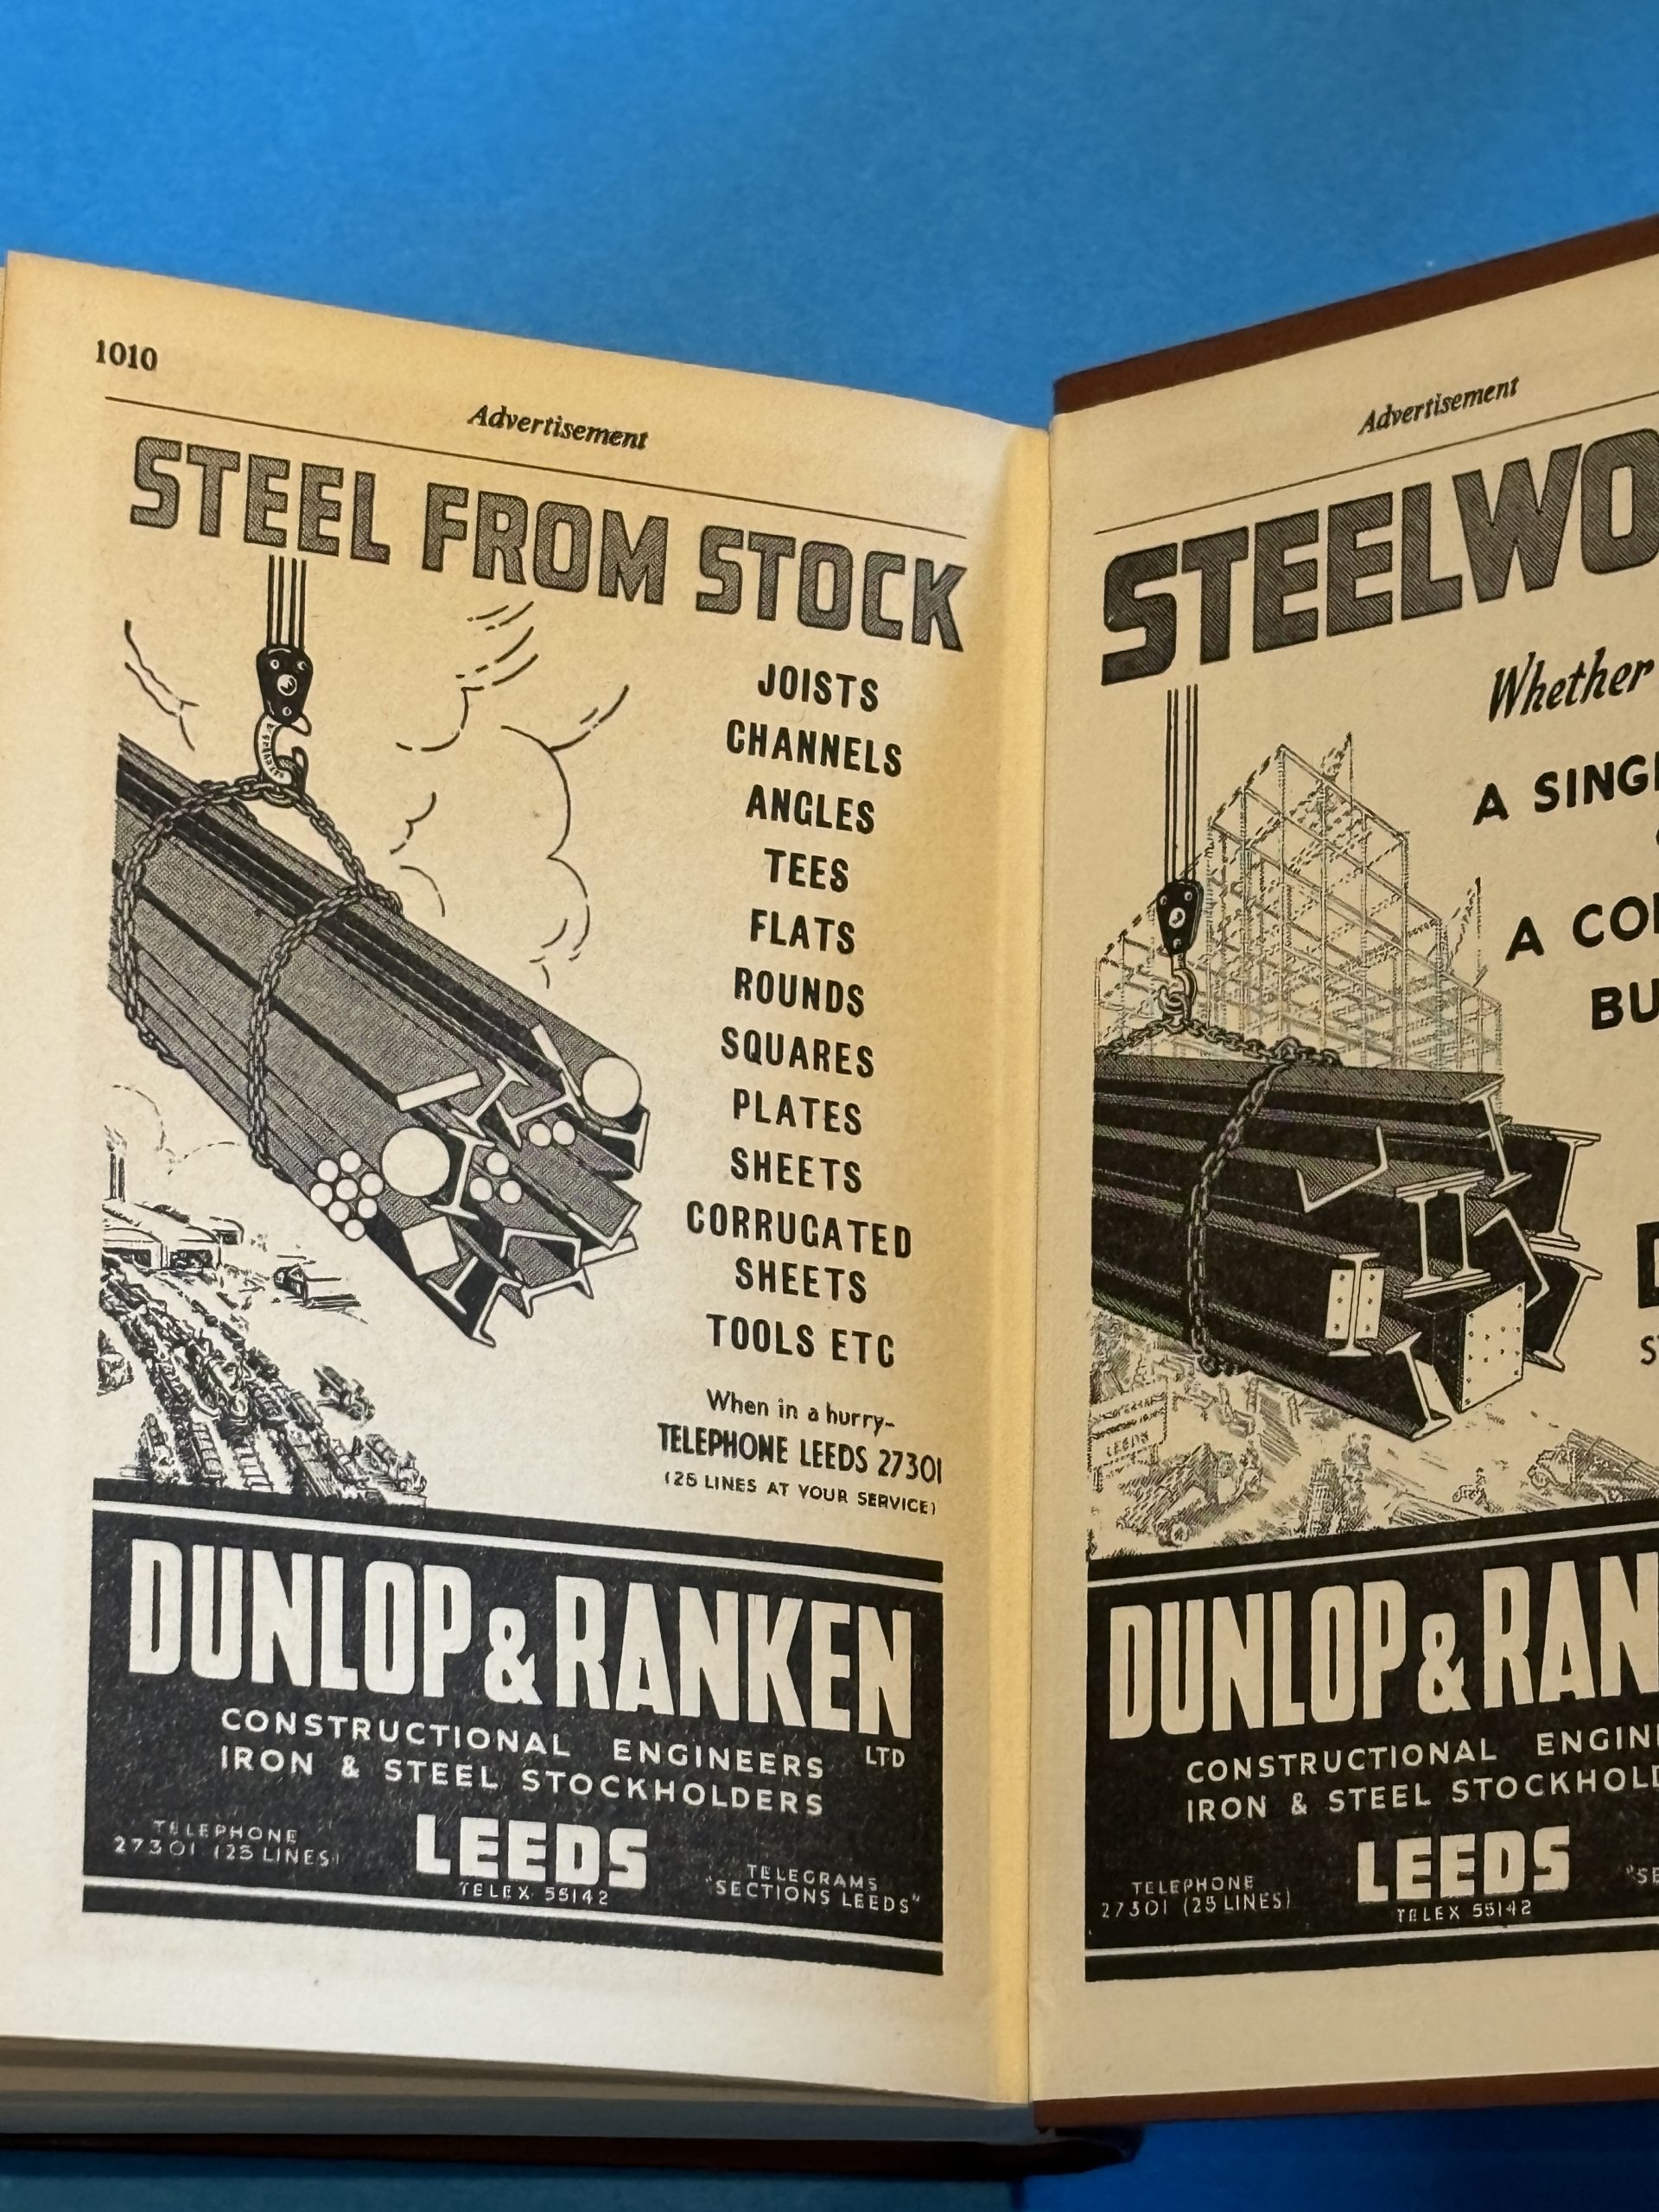 1010
Advertisement
STEEL FROM STOCK
JOISTS
CHANNELS
ANGLES
TEES
FLATS
ROUNDS
SQUARES
PLATES
SHEETS
CORRUGATED
SHEETS
TOOLS ETC
When in a hurry-
TELEPHONE LEEDS 27301
(25 LINES AT YOUR SERVICE)
DUNLOP & RANKEN
LTD
CONSTRUCTIONAL ENGINEERS
IRON & STEEL STOCKHOLDERS
TELEPHONE
27301 (25 LINES)
LEEDS
TELEX 55142
TELEGRAMS
"SECTIONS LEEDS"
Advertisement
STEELWO
Whether
A SING
A CO
BU
LEEDS
DUNLOP & RAN
CONSTRUCTIONAL ENGIN
IRON & STEEL STOCKHOL
TELEPHONE
27301 (25 LINES)
LEEDS
TELEX 55142
"SE